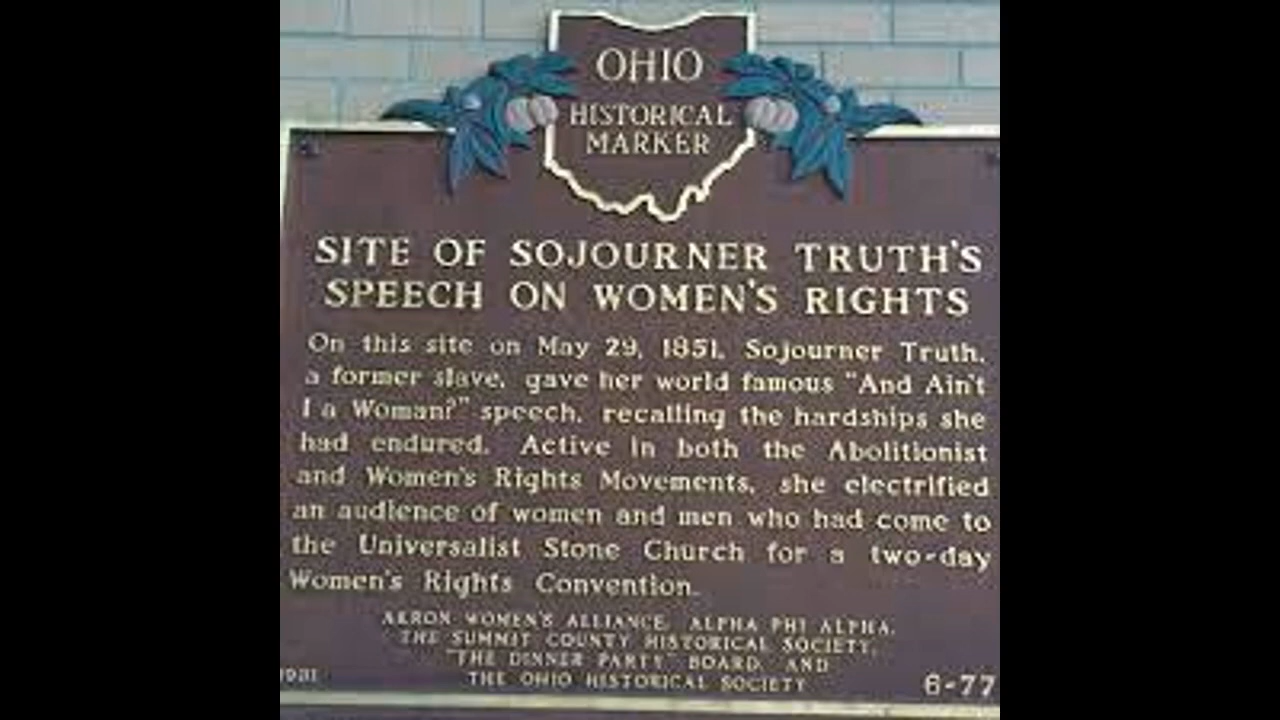 OHIO
HISTORICAL
MARKER
SITE OF SOJOURNER TRUTH'S
SPEECH ON WOMEN'S RIGHTS
On this site on May 29, 1851, Sojourner Truth,
a former slave, gave her world famous "And Ain't
I a Woman?" speech, recalling the hardships she
had endured. Active in both the Abolitionist
and Women's Rights Movements, she electrified
an audience of women and men who had come to
the Universalist Stone Church for a two-day
Women's Rights Convention.
AKRON WOMEN'S ALLIANCE, ALPHA PHI ALPHA,
THE SUMMIT COUNTY HISTORICAL SOCIETY,
"THE DINNER PARTY" BOARD, AND
THE OHIO HISTORICAL SOCIETY
6-77